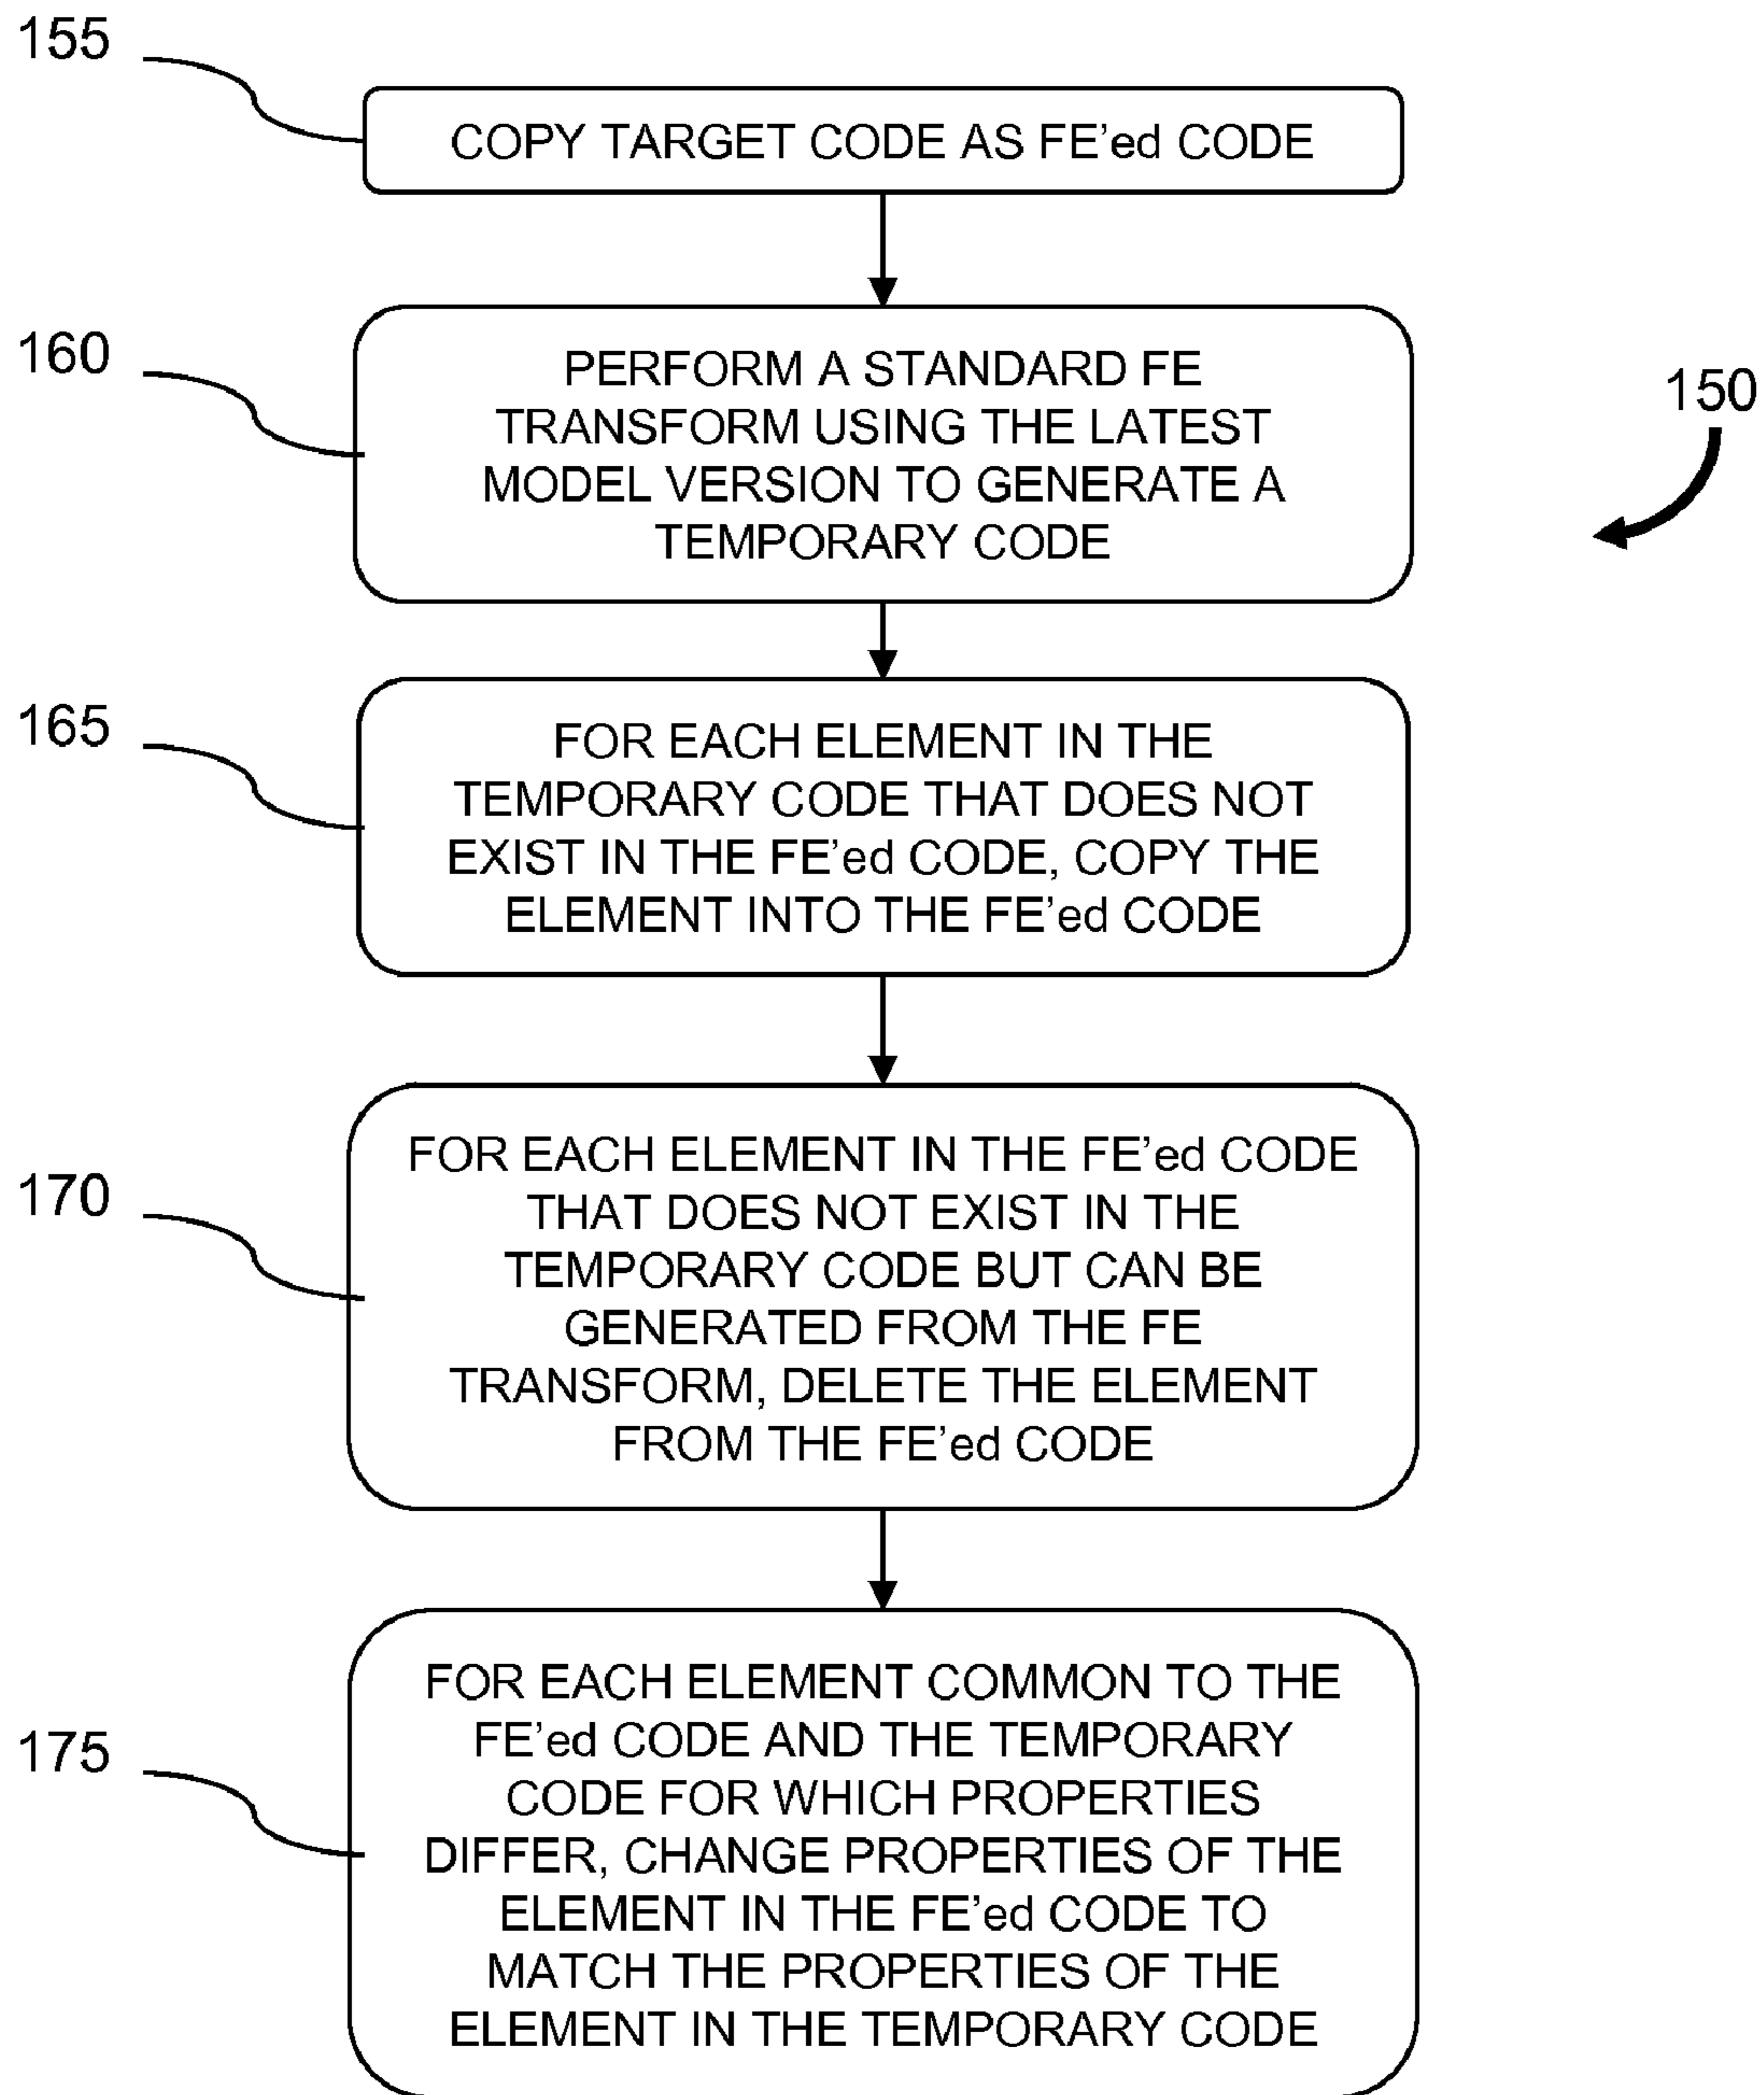 155
COPY TARGET CODE AS FE’ed CODE
160
PERFORM A STANDARD FE
TRANSFORM USING THE LATEST
MODEL VERSION TO GENERATE A
TEMPORARY CODE
150
165
FOR EACH ELEMENT IN THE
TEMPORARY CODE THAT DOES NOT
EXIST IN THE FE’ed CODE, COPY THE
ELEMENT INTO THE FE’ed CODE
170
FOR EACH ELEMENT IN THE FE’ed CODE
THAT DOES NOT EXIST IN THE
TEMPORARY CODE BUT CAN BE
GENERATED FROM THE FE
TRANSFORM, DELETE THE ELEMENT
FROM THE FE’ed CODE
175
FOR EACH ELEMENT COMMON TO THE
FE’ed CODE AND THE TEMPORARY
CODE FOR WHICH PROPERTIES
DIFFER, CHANGE PROPERTIES OF THE
ELEMENT IN THE FE’ed CODE TO
MATCH THE PROPERTIES OF THE
ELEMENT IN THE TEMPORARY CODE